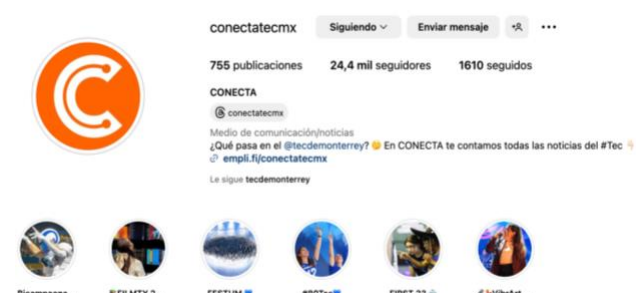 conectatecmx Siguiendo Enviar mensaje
755 publicaciones 24,4 mil seguidores 1610 seguidos
CONECTA
conectatecmx
Medio de comunicación/noticias
¿Qué pasa en el @tecdemonterrey? 🤔 En CONECTA te contamos todas las noticias del #Tec 👇🏻
empli.fi/conectatecmx
Le sigue tecdemonterrey